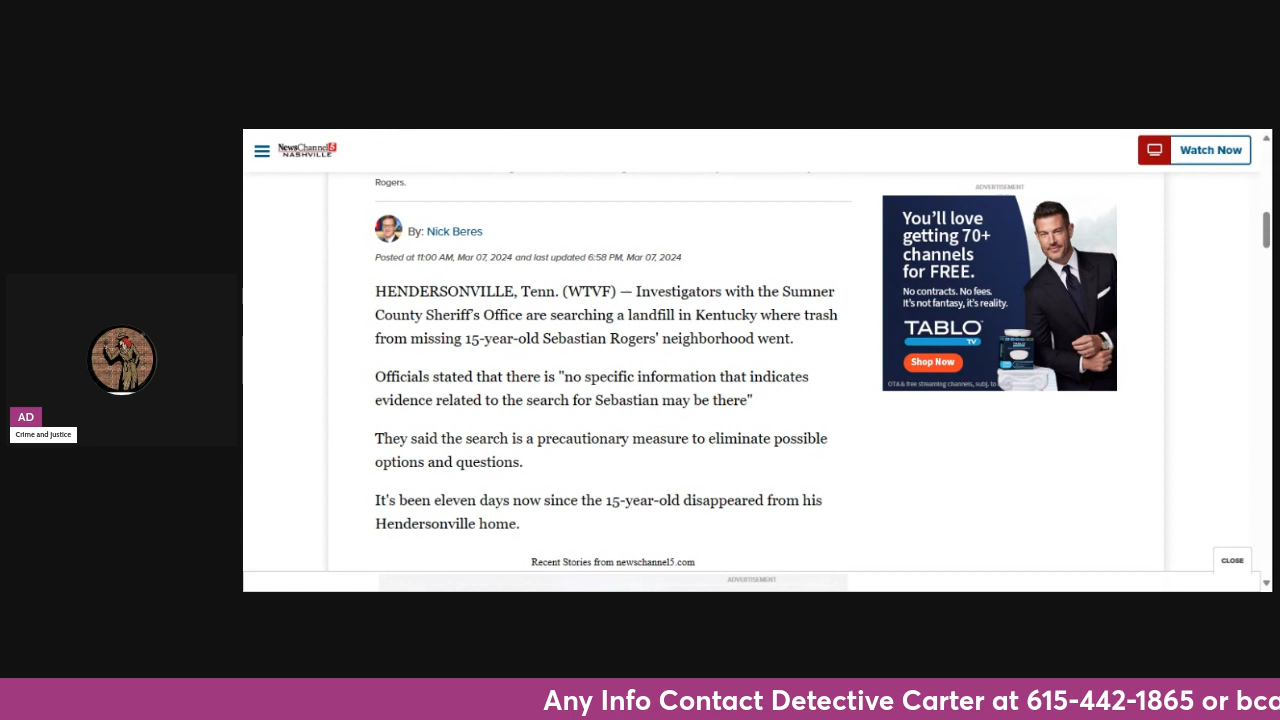 NewsChannel 5
NASHVILLE
Watch Now
Rogers.
By: Nick Beres
Posted at 11:00 AM, Mar 07, 2024 and last updated 6:58 PM, Mar 07, 2024
HENDERSONVILLE, Tenn. (WTVF) — Investigators with the Sumner
County Sheriff's Office are searching a landfill in Kentucky where trash
from missing 15-year-old Sebastian Rogers' neighborhood went.
Officials stated that there is "no specific information that indicates
evidence related to the search for Sebastian may be there"
They said the search is a precautionary measure to eliminate possible
options and questions.
It's been eleven days now since the 15-year-old disappeared from his
Hendersonville home.
Recent Stories from newschannel5.com
ADVERTISEMENT
ADVERTISEMENT
You'll love
getting 70+
channels
for FREE.
No contracts. No fees.
It's not fantasy, it's reality.
TABLO
TV
Shop Now
OTA & free streaming channels, subj. to
CLOSE
AD
Crime and Justice
Any Info Contact Detective Carter at 615-442-1865 or